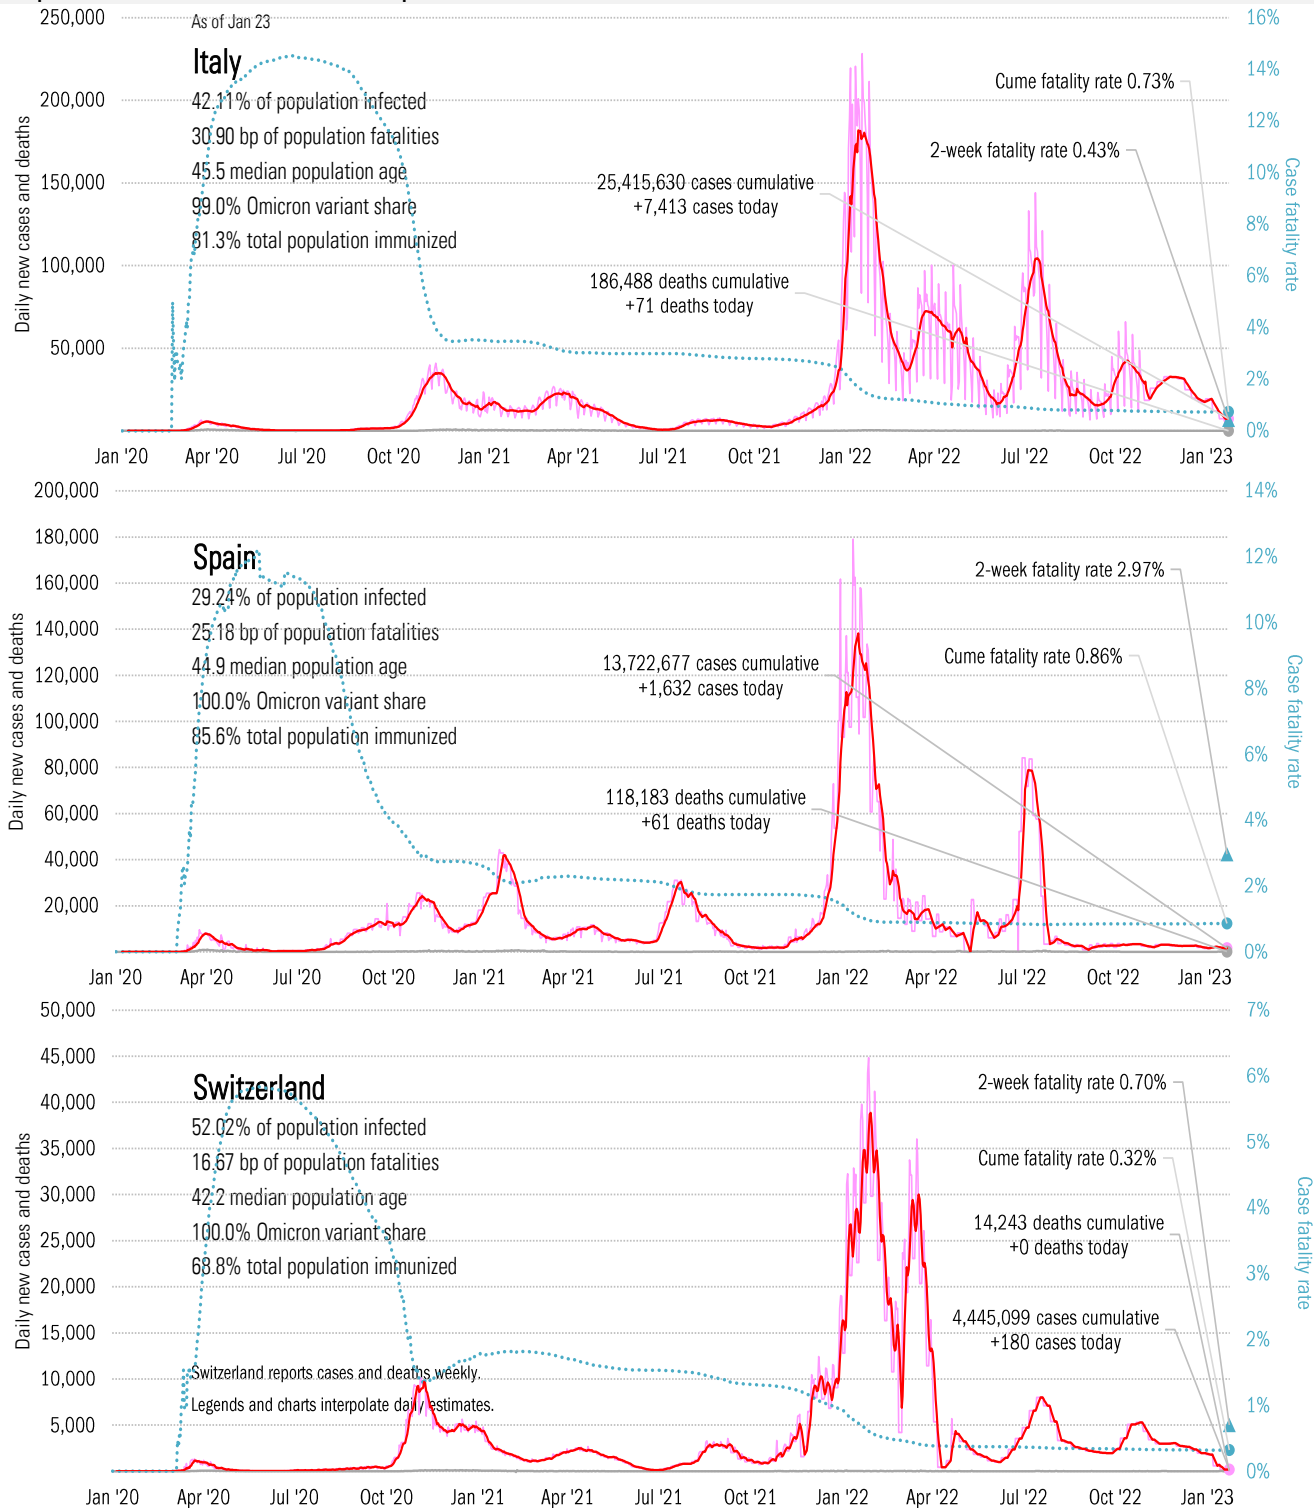 As of Jan 23
Italy
42.11% of population infected
30.90 bp of population fatalities
45.5 median population age
99.0% Omicron variant share
81.3% total population immunized
Cume fatality rate 0.73%
2-week fatality rate 0.43%
25,415,630 cases cumulative
+7,413 cases today
186,488 deaths cumulative
+71 deaths today
Daily new cases and deaths
250,000
200,000
150,000
100,000
50,000
Case fatality rate
16%
14%
12%
10%
8%
6%
4%
2%
0%
Jan '20 Apr '20 Jul '20 Oct '20 Jan '21 Apr '21 Jul '21 Oct '21 Jan '22 Apr '22 Jul '22 Oct '22 Jan '23
Spain
29.24% of population infected
25.18 bp of population fatalities
44.9 median population age
100.0% Omicron variant share
85.6% total population immunized
2-week fatality rate 2.97%
Cume fatality rate 0.86%
13,722,677 cases cumulative
+1,632 cases today
118,183 deaths cumulative
+61 deaths today
Daily new cases and deaths
200,000
180,000
160,000
140,000
120,000
100,000
80,000
60,000
40,000
20,000
Case fatality rate
14%
12%
10%
8%
6%
4%
2%
0%
Jan '20 Apr '20 Jul '20 Oct '20 Jan '21 Apr '21 Jul '21 Oct '21 Jan '22 Apr '22 Jul '22 Oct '22 Jan '23
Switzerland
52.02% of population infected
16.67 bp of population fatalities
42.2 median population age
100.0% Omicron variant share
68.8% total population immunized
Switzerland reports cases and deaths weekly.
Legends and charts interpolate daily estimates.
2-week fatality rate 0.70%
Cume fatality rate 0.32%
14,243 deaths cumulative
+0 deaths today
4,445,099 cases cumulative
+180 cases today
Daily new cases and deaths
50,000
45,000
40,000
35,000
30,000
25,000
20,000
15,000
10,000
5,000
Case fatality rate
7%
6%
5%
4%
3%
2%
1%
0%
Jan '20 Apr '20 Jul '20 Oct '20 Jan '21 Apr '21 Jul '21 Oct '21 Jan '22 Apr '22 Jul '22 Oct '22 Jan '23